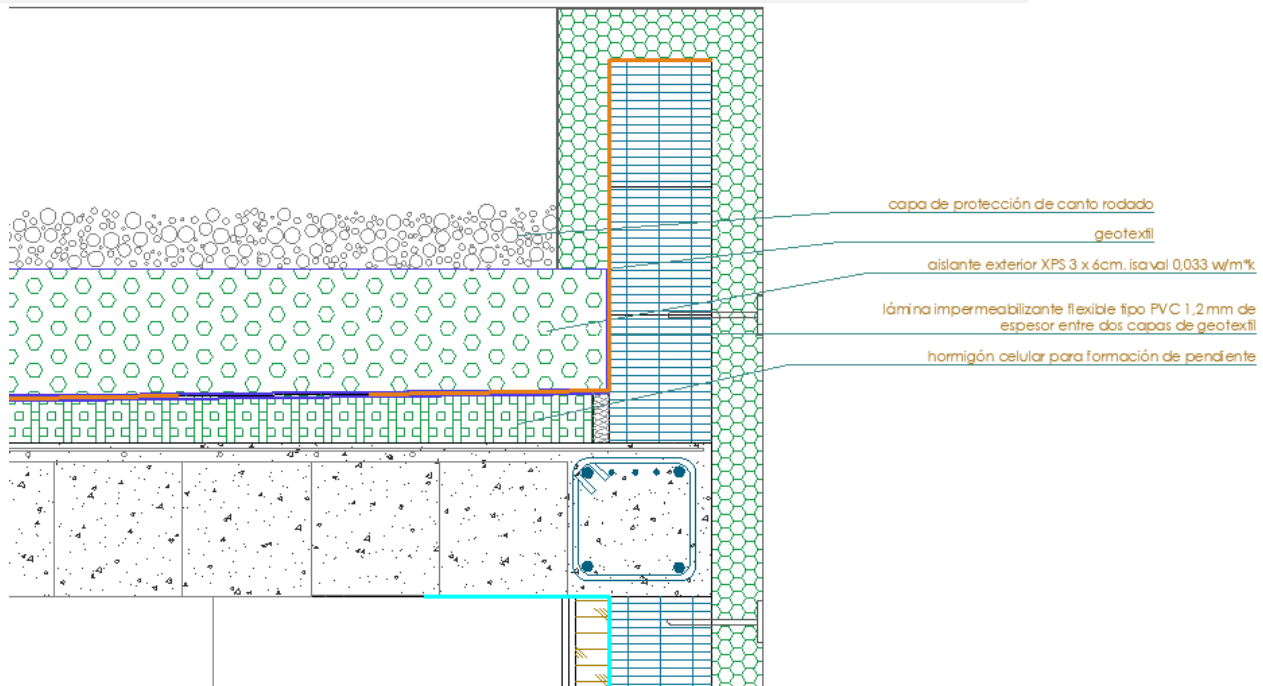 capa de protección de canto rodado
geotextil
aislante exterior XPS 3 x 6cm. isaval 0,033 w/m*k
lámina impermeabilizante flexible tipo PVC 1,2 mm de
espesor entre dos capas de geotextil
hormigón celular para formación de pendiente